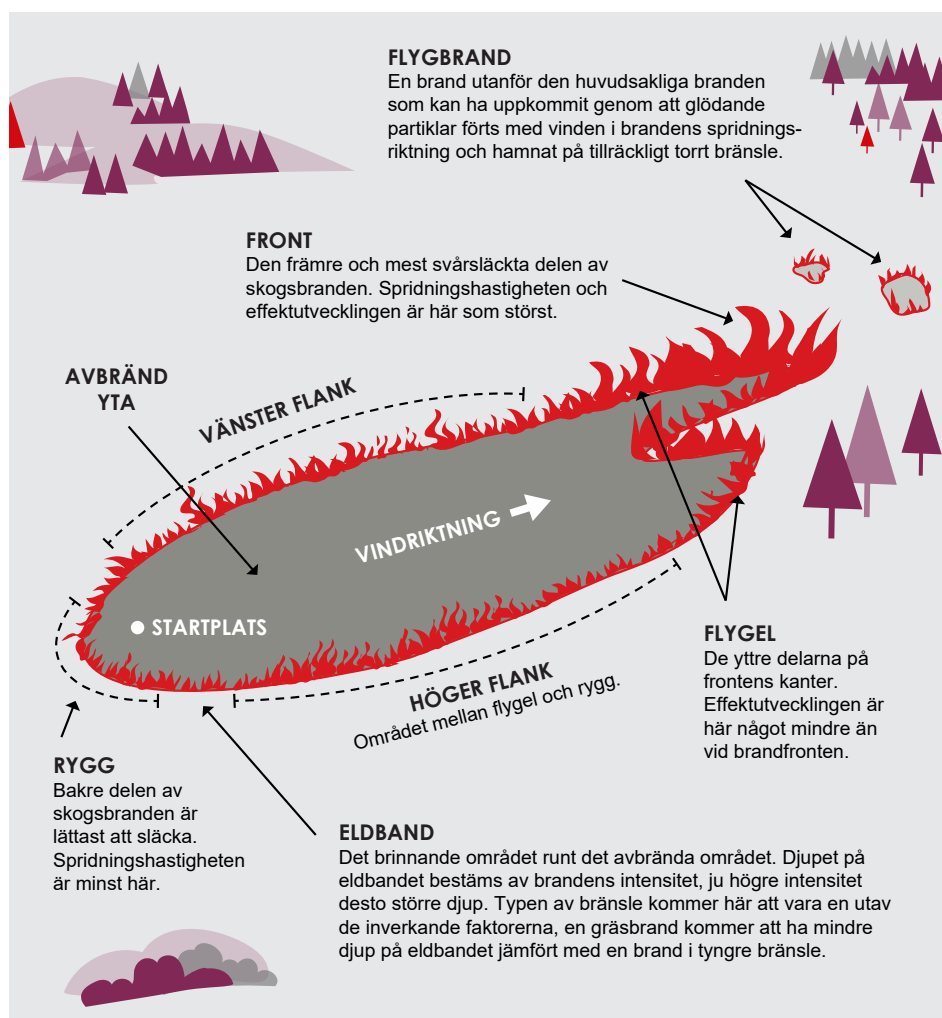 FLYGBRAND
En brand utanför den huvudsakliga branden
som kan ha uppkommit genom att glödande
partiklar förts med vinden i brandens spridnings-
riktning och hamnat på tillräckligt torrt bränsle.
FRONT
Den främre och mest svårsläckta delen av
skogsbranden. Spridningshastigheten och
effektutvecklingen är här som störst.
AVBRÄND
YTA
VÄNSTER FLANK
VINDRIKTNING
STARTPLATS
HÖGER FLANK
Området mellan flygel och rygg.
FLYGEL
De yttre delarna på
frontens kanter.
Effektutvecklingen är
här något mindre än
vid brandfronten.
RYGG
Bakre delen av
skogsbranden är
lättast att släcka.
Spridningshastigheten
är minst här.
ELDBAND
Det brinnande området runt det avbrända området. Djupet på
eldbandet bestäms av brandens intensitet, ju högre intensitet
desto större djup. Typen av bränsle kommer här att vara en utav
de inverkande faktorerna, en gräsbrand kommer att ha mindre
djup på eldbandet jämfört med en brand i tyngre bränsle.